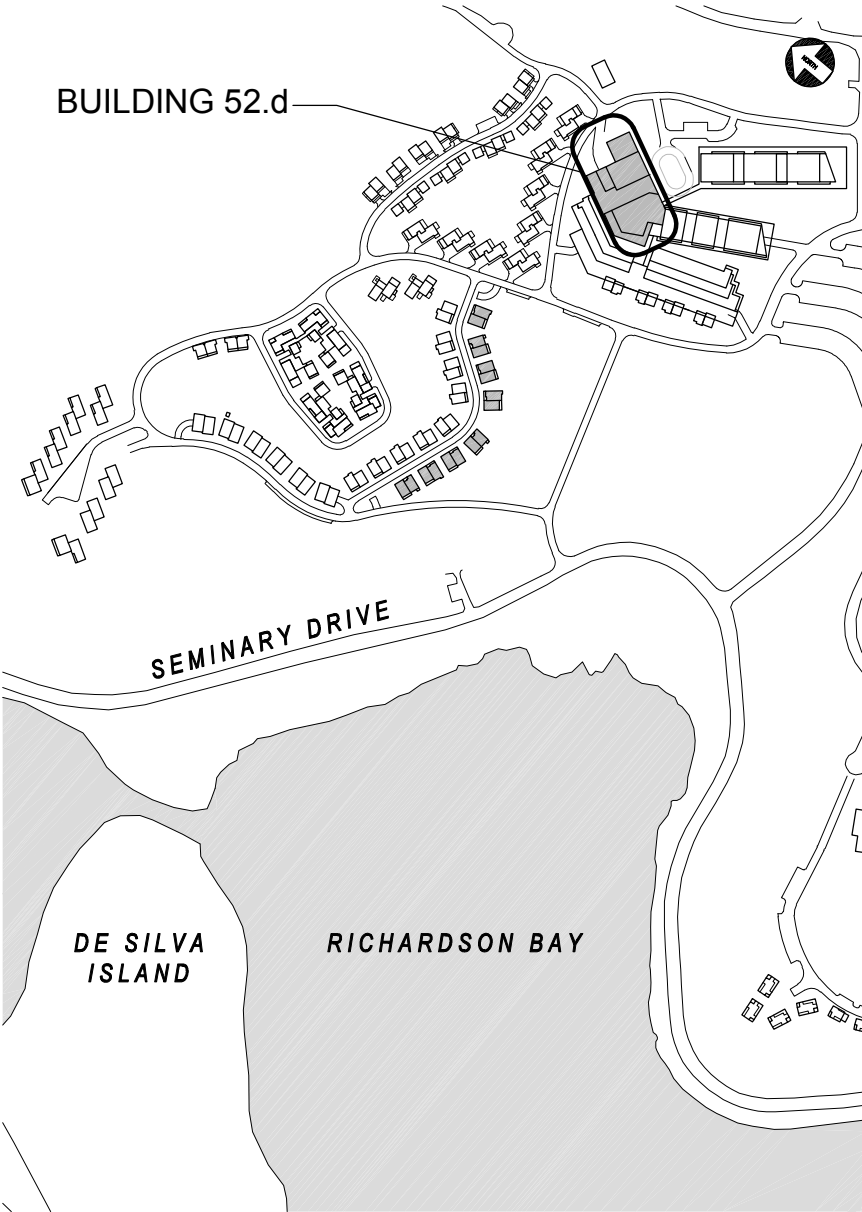 NORTH
BUILDING 52.d
SEMINARY DRIVE
DE SILVA
ISLAND
RICHARDSON BAY